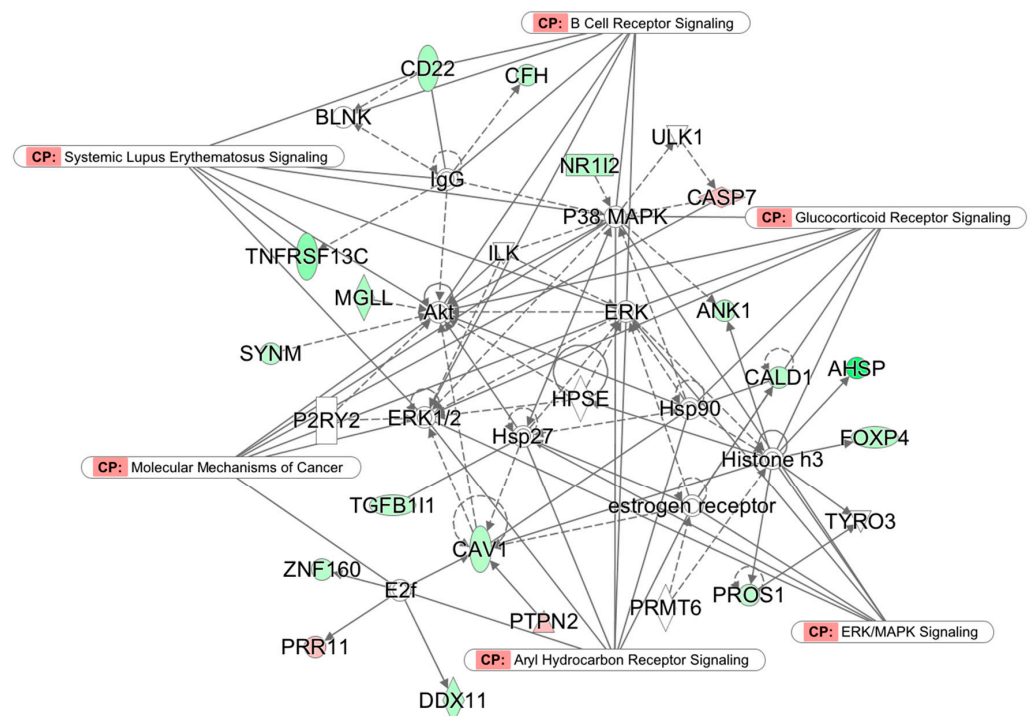 CP: B Cell Receptor Signaling
CD22
CFH
BLNK
ULK1
CP: Systemic Lupus Erythematosus Signaling
NR1I2
IgG
CASP7
P38 MAPK
CP: Glucocorticoid Receptor Signaling
TNFRSF13C
ILK
MGLL
Akt
ERK
ANK1
SYNM
CALD1
AHSP
HPSE
Hsp90
P2RY2
ERK1/2
Hsp27
FOXP4
Histone h3
CP: Molecular Mechanisms of Cancer
TGFB1I1
estrogen receptor
TYRO3
CAV1
ZNF160
E2f
PROS1
PRMT6
PTPN2
CP: ERK/MAPK Signaling
PRR11
CP: Aryl Hydrocarbon Receptor Signaling
DDX11